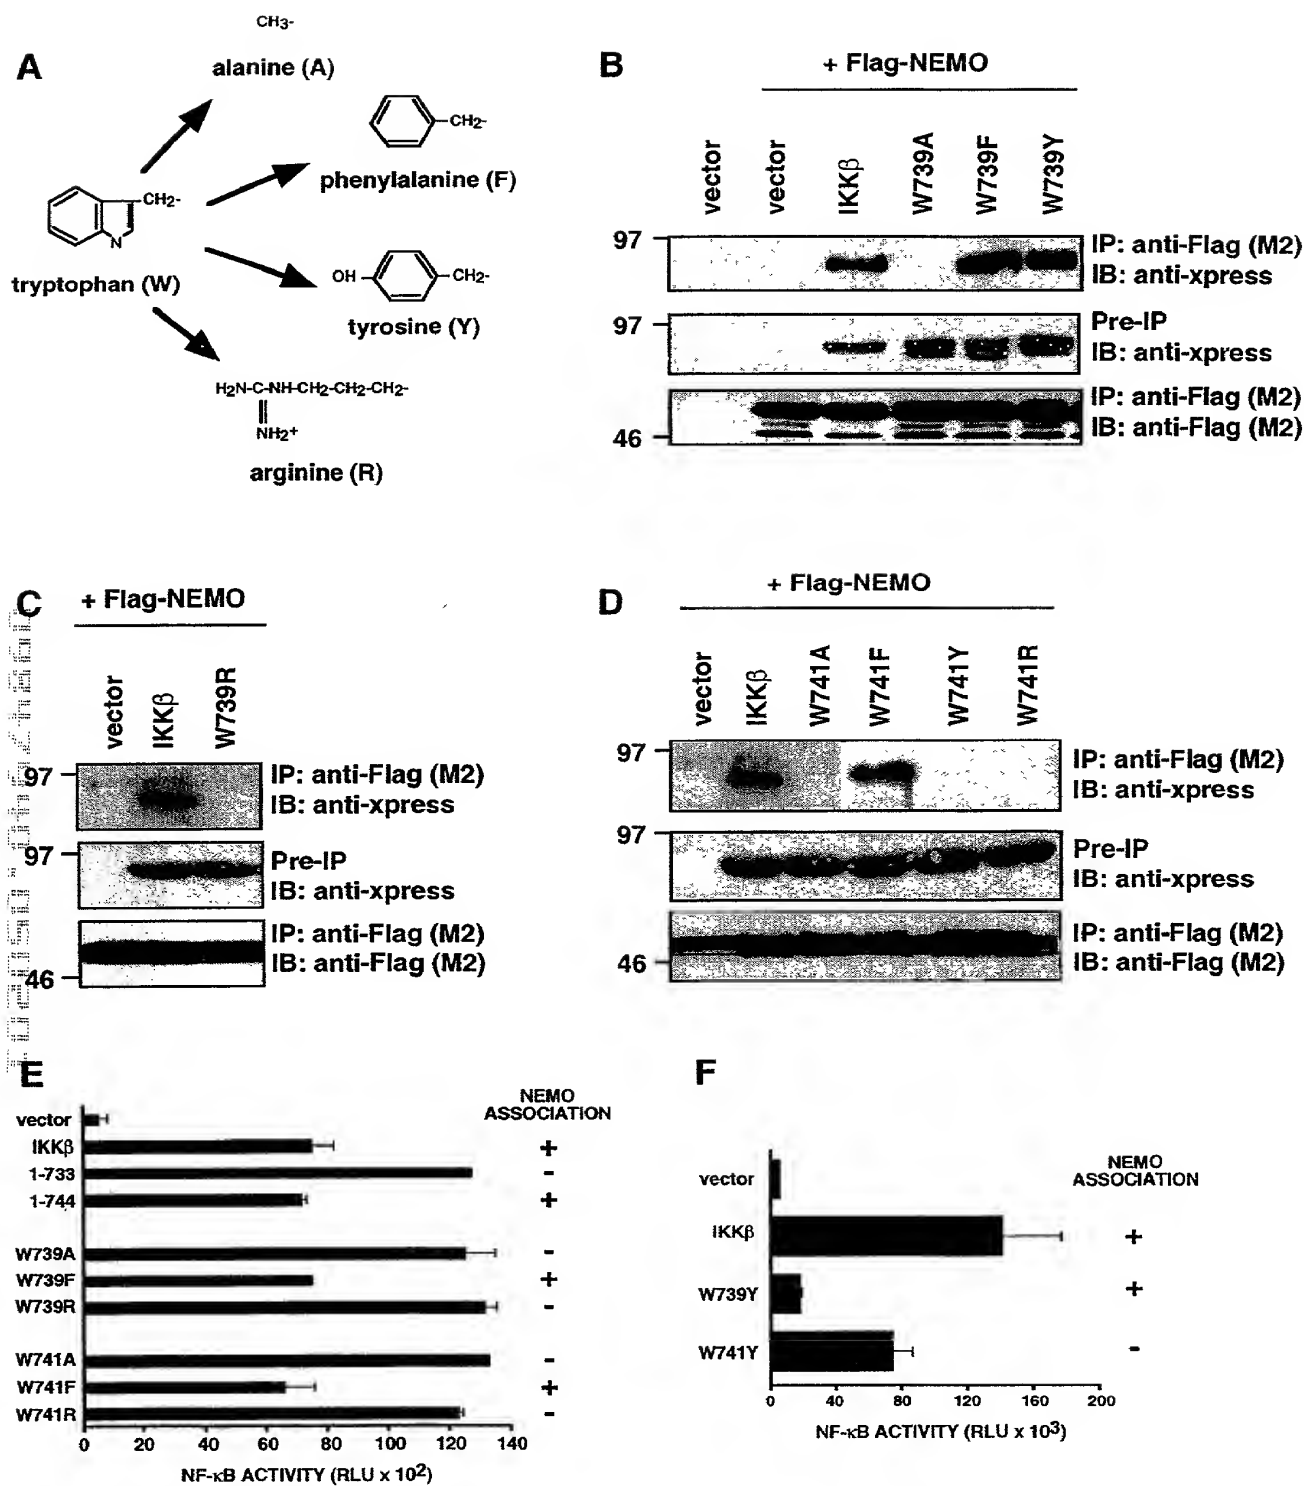 A
CH3-
alanine (A)
CH2-
phenylalanine (F)
CH2-
N
tryptophan (W)
OH
CH2-
tyrosine (Y)
H2N-C-NH-CH2-CH2-CH2-
NH2+
arginine (R)
B
+ Flag-NEMO
vector
vector
IKKβ
W739A
W739F
W739Y
97
IP: anti-Flag (M2)
IB: anti-xpress
97
Pre-IP
IB: anti-xpress
46
IP: anti-Flag (M2)
IB: anti-Flag (M2)
C
+ Flag-NEMO
vector
IKKβ
W739R
97
IP: anti-Flag (M2)
IB: anti-xpress
97
Pre-IP
IB: anti-xpress
46
IP: anti-Flag (M2)
IB: anti-Flag (M2)
D
+ Flag-NEMO
vector
IKKβ
W741A
W741F
W741Y
W741R
97
IP: anti-Flag (M2)
IB: anti-xpress
97
Pre-IP
IB: anti-xpress
46
IP: anti-Flag (M2)
IB: anti-Flag (M2)
E
NEMO
ASSOCIATION
vector
IKKβ +
1-733 -
1-744 +
W739A -
W739F +
W739R -
W741A -
W741F +
W741R -
0 20 40 60 80 100 120 140
NF-κB ACTIVITY (RLU x 10²)
F
NEMO
ASSOCIATION
vector
IKKβ +
W739Y +
W741Y -
0 40 80 120 160 200
NF-κB ACTIVITY (RLU x 10³)